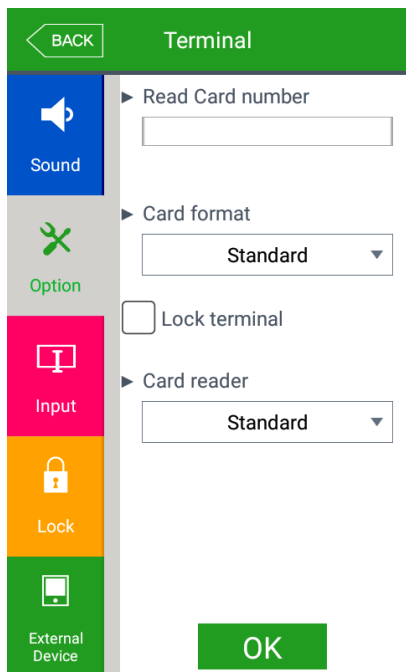 BACK
Terminal
Sound
Option
Input
Lock
External
Device
▶ Read Card number
▶ Card format
Standard
Lock terminal
▶ Card reader
Standard
OK